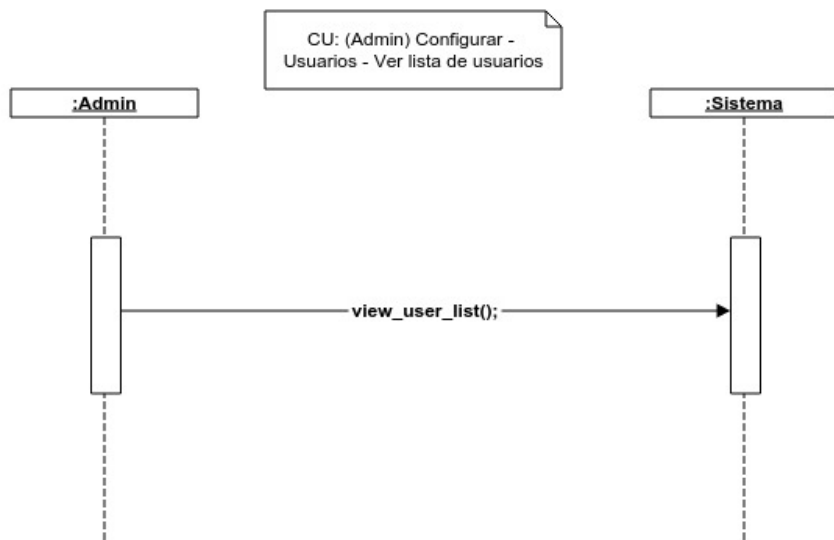 CU: (Admin) Configurar -
Usuarios - Ver lista de usuarios
:Admin
:Sistema
view_user_list();